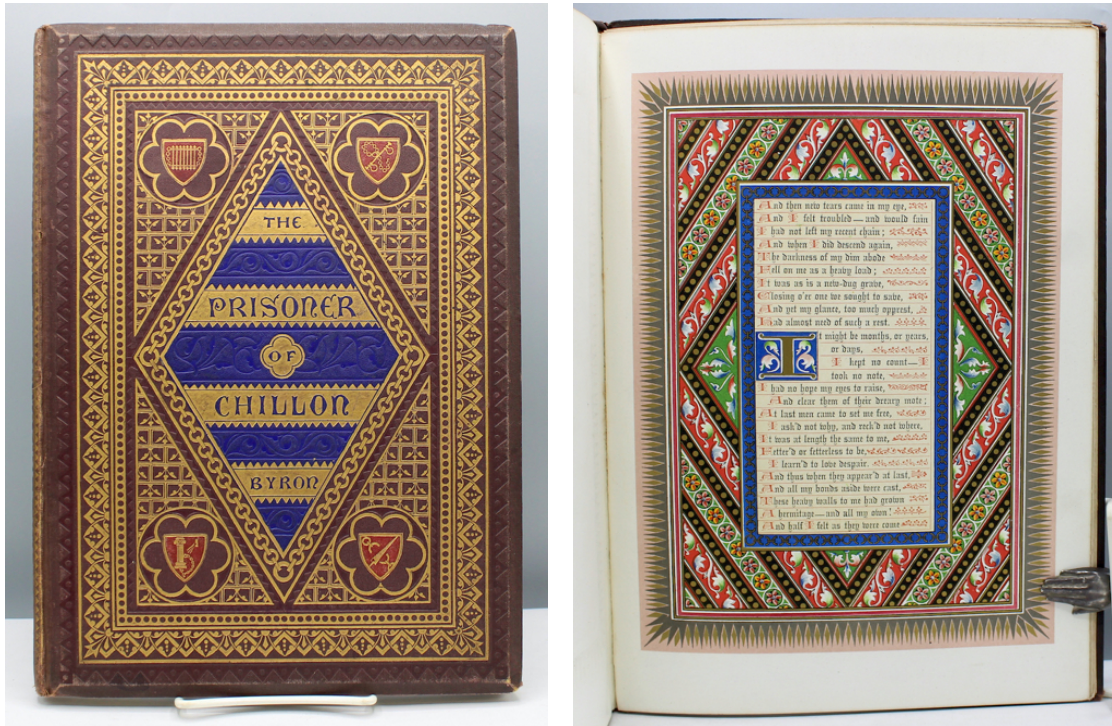 THE
PRISONER
OF
CHILLON
BYRON
And then new tears came in my eye,
And I felt troubled—and would fain
I had not left my recent chain;
And when I did descend again,
The darkness of my dim abode
Fell on me as a heavy load;
It was as is a new-dug grave,
Closing o'er one we sought to save,
And yet my glance, too much opprest,
Had almost need of such a rest.
It might be months, or years,
or days,
I kept no count—I
took no note,
I had no hope my eyes to raise,
And clear them of their dreary mote;
At last men came to set me free,
I ask'd not why, and reck'd not where,
It was at length the same to me,
Fetter'd or fetterless to be,
I learn'd to love despair.
And thus when they appear'd at last,
And all my bonds aside were cast,
These heavy walls to me had grown
A hermitage—and all my own!
And half I felt as they were come